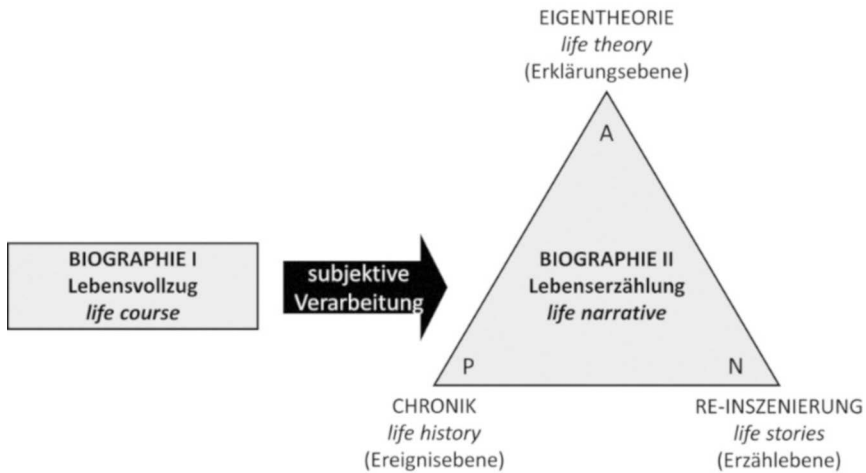 BIOGRAPHIE I
Lebensvollzug
life course
subjektive
Verarbeitung
EIGENTHEORIE
life theory
(Erklärungsebene)
A
BIOGRAPHIE II
Lebenserzählung
life narrative
P
N
CHRONIK
life history
(Ereignisebene)
RE-INSZENIERUNG
life stories
(Erzählebene)